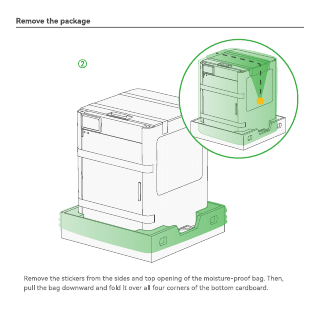 Remove the package
②
Remove the stickers from the sides and top opening of the moisture-proof bag. Then,
pull the bag downward and fold it over all four corners of the bottom cardboard.